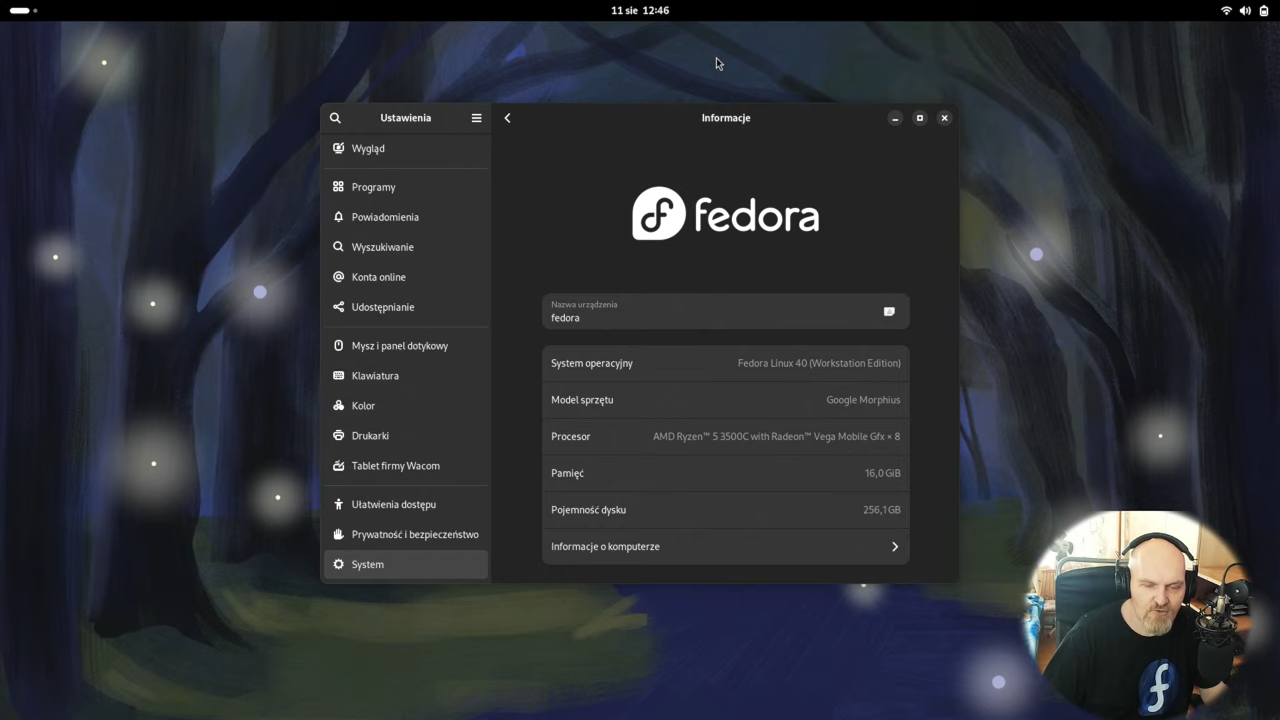 11 sie 12:46
Ustawienia
Informacje
Wygląd
Programy
Powiadomienia
Wyszukiwanie
Konta online
Udostępnianie
Mysz i panel dotykowy
Klawiatura
Kolor
Drukarki
Tablet firmy Wacom
Ułatwienia dostępu
Prywatność i bezpieczeństwo
System
fedora
Nazwa urządzenia
fedora
System operacyjny Fedora Linux 40 (Workstation Edition)
Model sprzętu Google Morphius
Procesor AMD Ryzen™ 5 3500C with Radeon™ Vega Mobile Gfx × 8
Pamięć 16,0 GiB
Pojemność dysku 256,1 GB
Informacje o komputerze